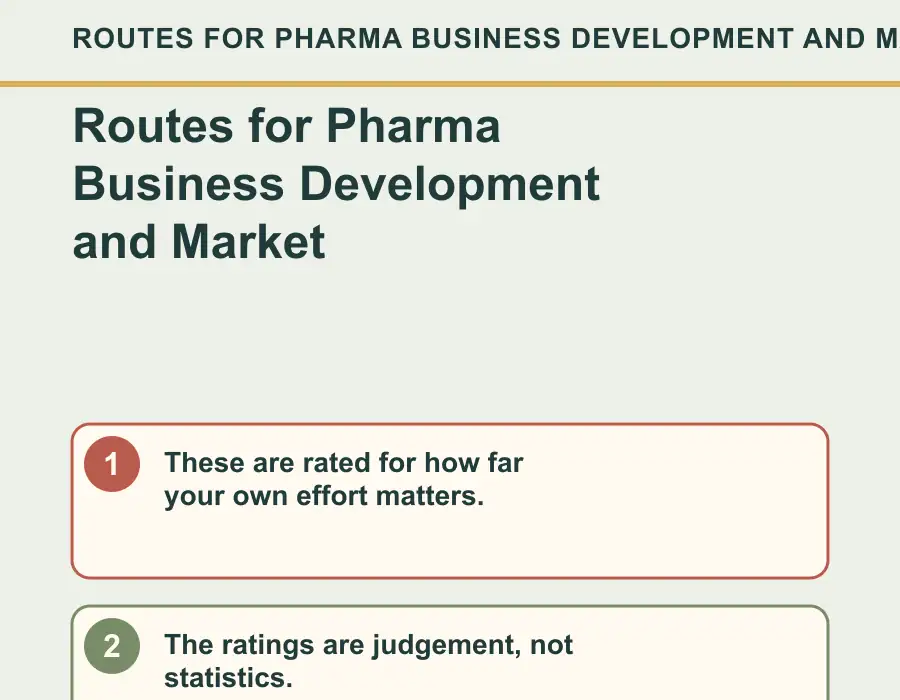 ROUTES FOR PHARMA BUSINESS DEVELOPMENT AND
Routes for Pharma
Business Development
and Market
1
These are rated for how far
your own effort matters.
2
The ratings are judgement, not
statistics.